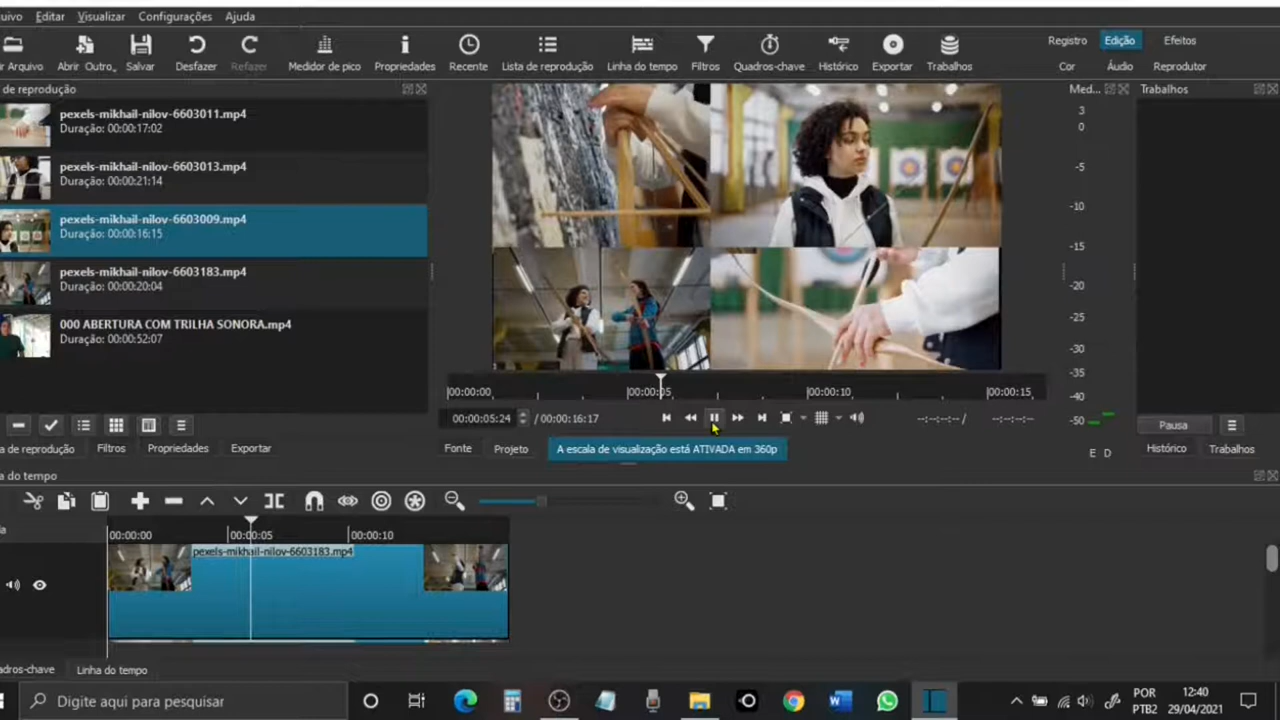 uivo Editar Visualizar Configurações Ajuda
ir Arquivo Abrir Outro.. Salvar Desfazer Refazer Medidor de pico Propriedades Recente Lista de reprodução Linha do tempo Filtros Quadros-chave Histórico Exportar Trabalhos
Registro Edição Efeitos
Cor Áudio Reprodutor
de reprodução
pexels-mikhail-nilov-6603011.mp4
Duração: 00:00:17:02
pexels-mikhail-nilov-6603013.mp4
Duração: 00:00:21:14
pexels-mikhail-nilov-6603009.mp4
Duração: 00:00:16:15
pexels-mikhail-nilov-6603183.mp4
Duração: 00:00:20:04
000 ABERTURA COM TRILHA SONORA.mp4
Duração: 00:00:52:07
a de reprodução Filtros Propriedades Exportar
00:00:00 00:00:05 00:00:10 00:00:15
00:00:05:24 / 00:00:16:17 --:--:--:-- / --:--:--:--
Fonte Projeto A escala de visualização está ATIVADA em 360p
Med...
3
0
-5
-10
-15
-20
-25
-30
-35
-40
-50
E D
Trabalhos
Pausa
Histórico Trabalhos
a do tempo
00:00:00 00:00:05 00:00:10
pexels-mikhail-nilov-6603183.mp4
adros-chave Linha do tempo
Digite aqui para pesquisar
POR
PTB2
12:40
29/04/2021